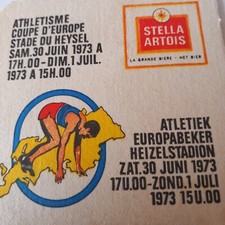 ATHLETISME
COUPE D'EUROPE
STADE DU HEYSEL
SAM. 30 JUIN 1973 A
17H.00-DIM.1 JUIL.
1973 A 15H.00
STELLA
ARTOIS
LA GRANDE BIERE - HET BIER
ATLETIEK
EUROPABEKER
HEIZELSTADION
ZAT. 30 JUNI 1973
17U.00-ZOND.1 JULI
1973 15U.00